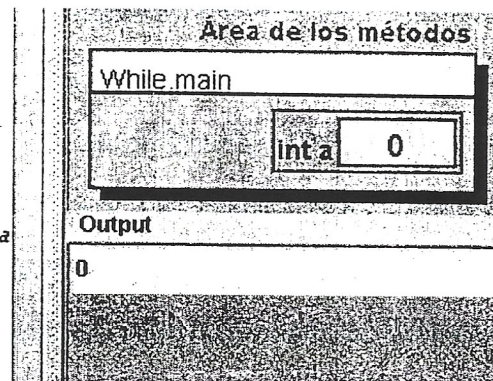 Área de los métodos
While.main
int a 0
a
Output
0